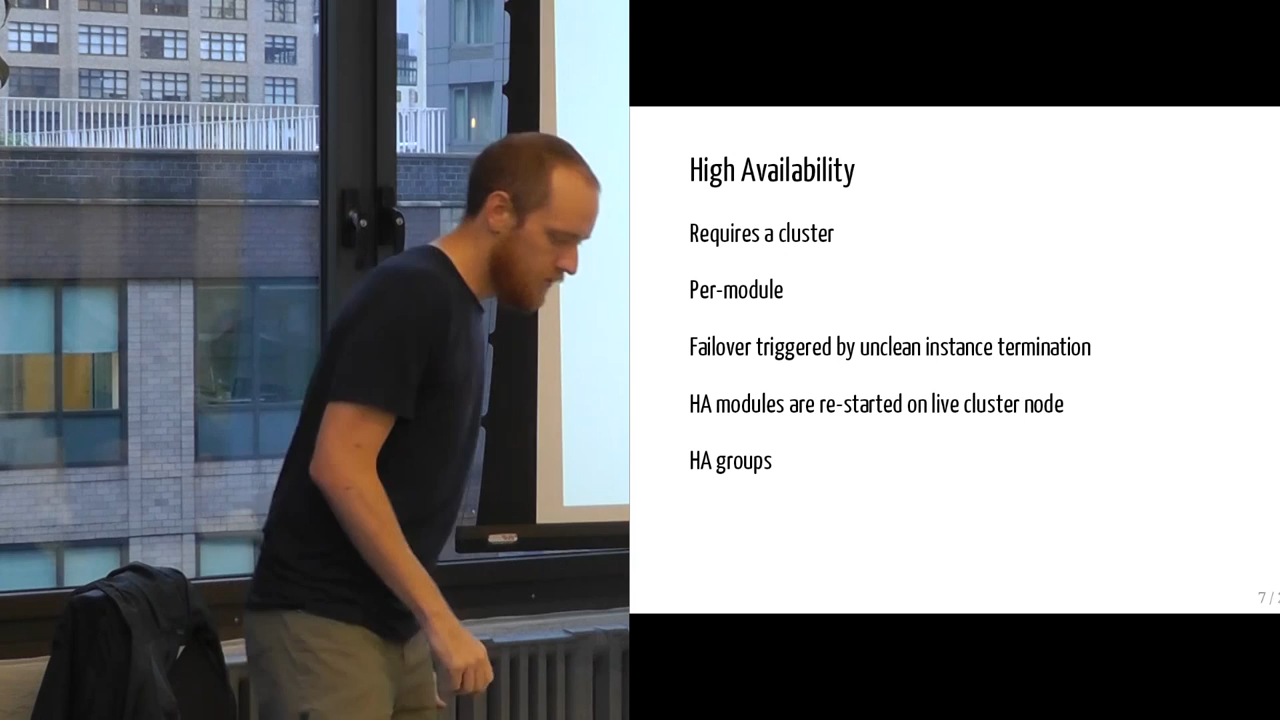 High Availability
Requires a cluster
Per-module
Failover triggered by unclean instance termination
HA modules are re-started on live cluster node
HA groups
7 /